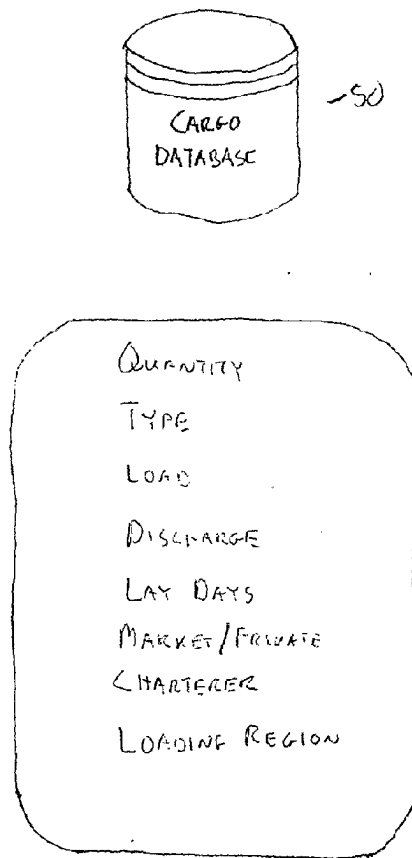 CARGO
50
DATABASE
QUANTITY
TYPE
LOAD
DISCHARGE
LAY DAYS
MARKET/PRIVATE
CHARTERER
LOADING REGION